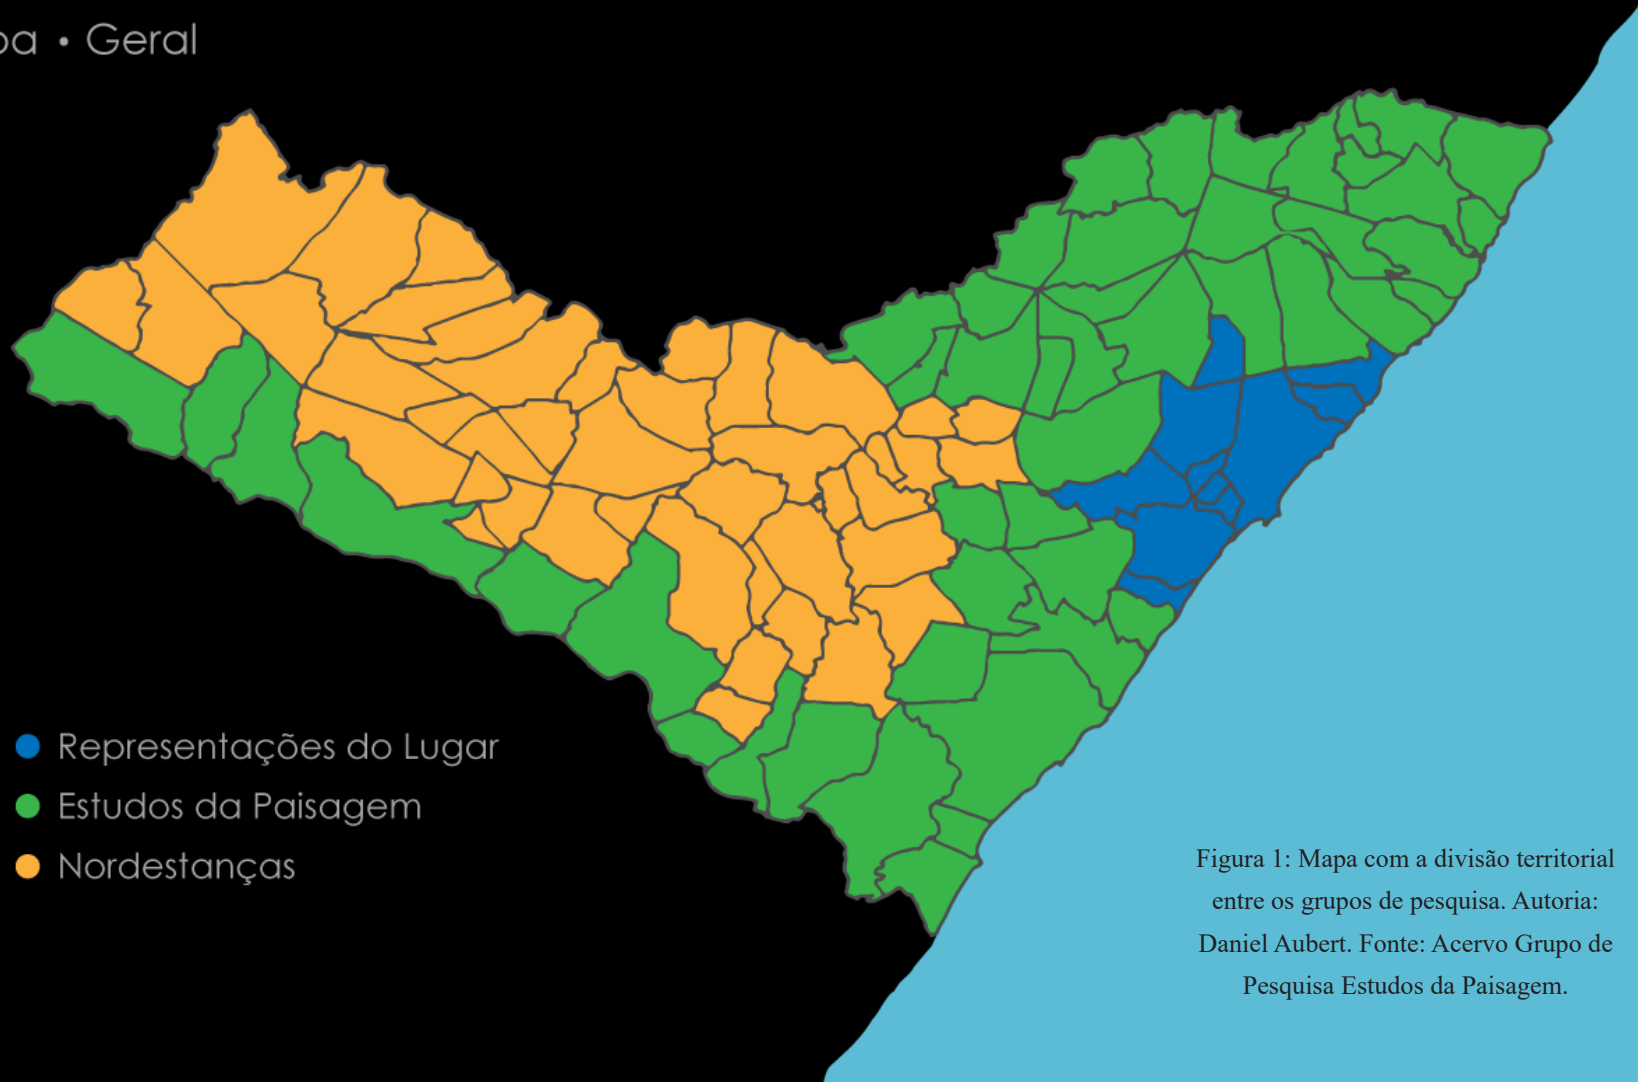 • Geral
Representações do Lugar
Estudos da Paisagem
Nordestanças
Figura 1: Mapa com a divisão territorial
entre os grupos de pesquisa. Autoria:
Daniel Aubert. Fonte: Acervo Grupo de
Pesquisa Estudos da Paisagem.